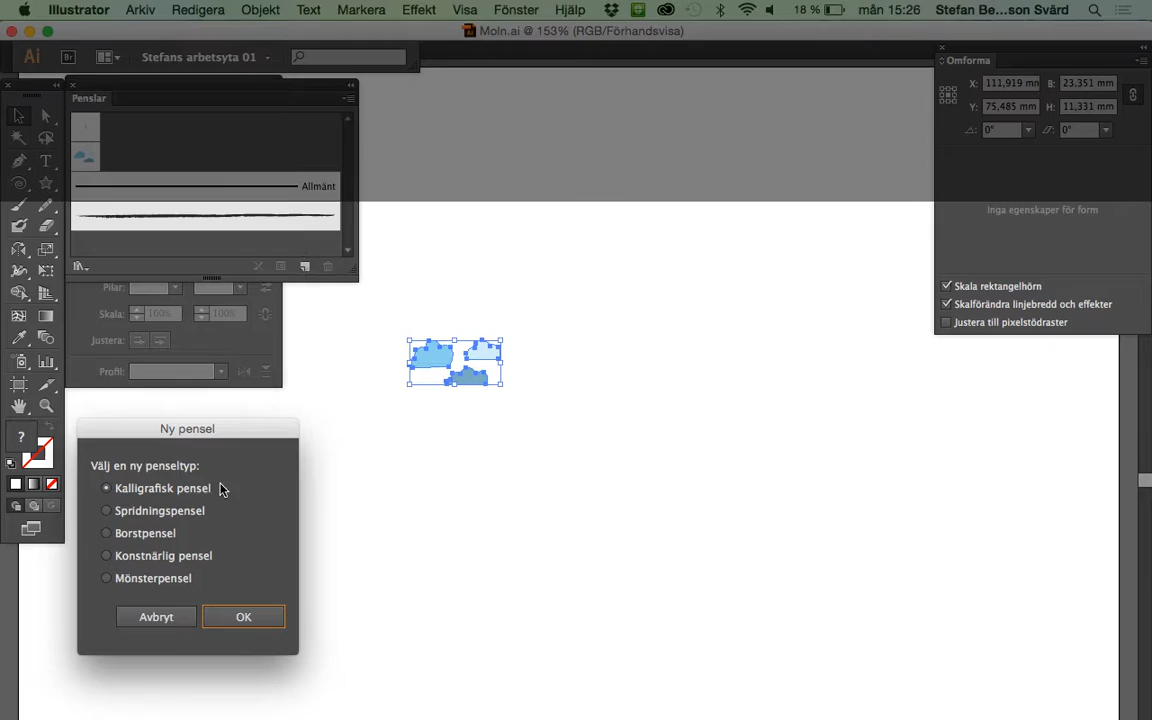 Illustrator Arkiv Redigera Objekt Text Markera Effekt Visa Fönster Hjälp 18 % mån 15:26 Stefan Be...son Svärd
Moln.ai @ 153% (RGB/Förhandsvisa)
Ai Br Stefans arbetsyta 01
Omforma
X: 111,919 mm B: 23,351 mm
Y: 75,485 mm H: 11,331 mm
0° 0°
Inga egenskaper för form
Skala rektangelhörn
Skalförändra linjebredd och effekter
Justera till pixelstödraster
Penslar
Allmänt
Pilar:
Skala: 100% 100%
Justera:
Profil:
?
Ny pensel
Välj en ny penseltyp:
Kalligrafisk pensel
Spridningspensel
Borstpensel
Konstnärlig pensel
Mönsterpensel
Avbryt OK